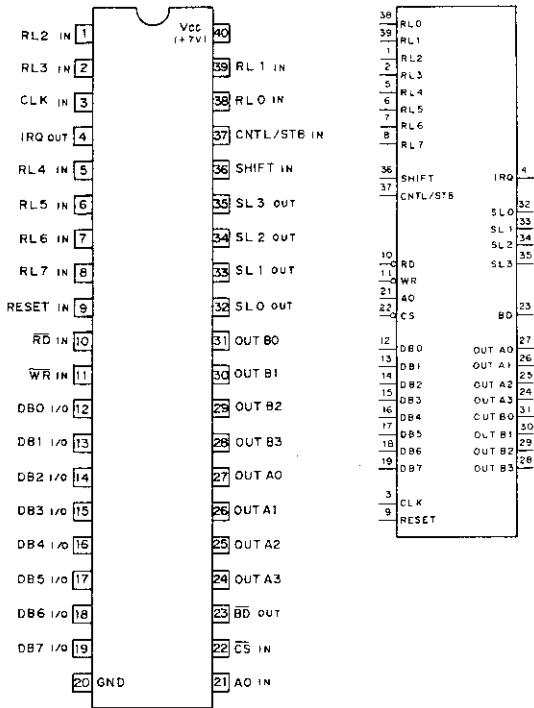 RL2 IN 1
RL3 IN 2
CLK IN 3
IRQ OUT 4
RL4 IN 5
RL5 IN 6
RL6 IN 7
RL7 IN 8
RESET IN 9
RD IN 10
WR IN 11
DB0 I/O 12
DB1 I/O 13
DB2 I/O 14
DB3 I/O 15
DB4 I/O 16
DB5 I/O 17
DB6 I/O 18
DB7 I/O 19
20 GND
Vcc 40
(+7V)
39 RL1 IN
38 RL0 IN
37 CNTL/STB IN
36 SHIFT IN
35 SL3 OUT
34 SL2 OUT
33 SL1 OUT
32 SL0 OUT
31 OUT B0
30 OUT B1
29 OUT B2
28 OUT B3
27 OUT A0
26 OUT A1
25 OUT A2
24 OUT A3
23 BD OUT
22 CS IN
21 A0 IN
38 RL0
39 RL1
1 RL2
2 RL3
5 RL4
6 RL5
7 RL6
8 RL7
36 SHIFT
37 CNTL/STB
10 RD
11 WR
21 A0
22 CS
12 DB0
13 DB1
14 DB2
15 DB3
16 DB4
17 DB5
18 DB6
19 DB7
3 CLK
9 RESET
IRQ 4
SL0 32
SL1 33
SL2 34
SL3 35
BD 23
OUT A0 27
OUT A1 26
OUT A2 25
OUT A3 24
OUT B0 31
OUT B1 30
OUT B2 29
OUT B3 28